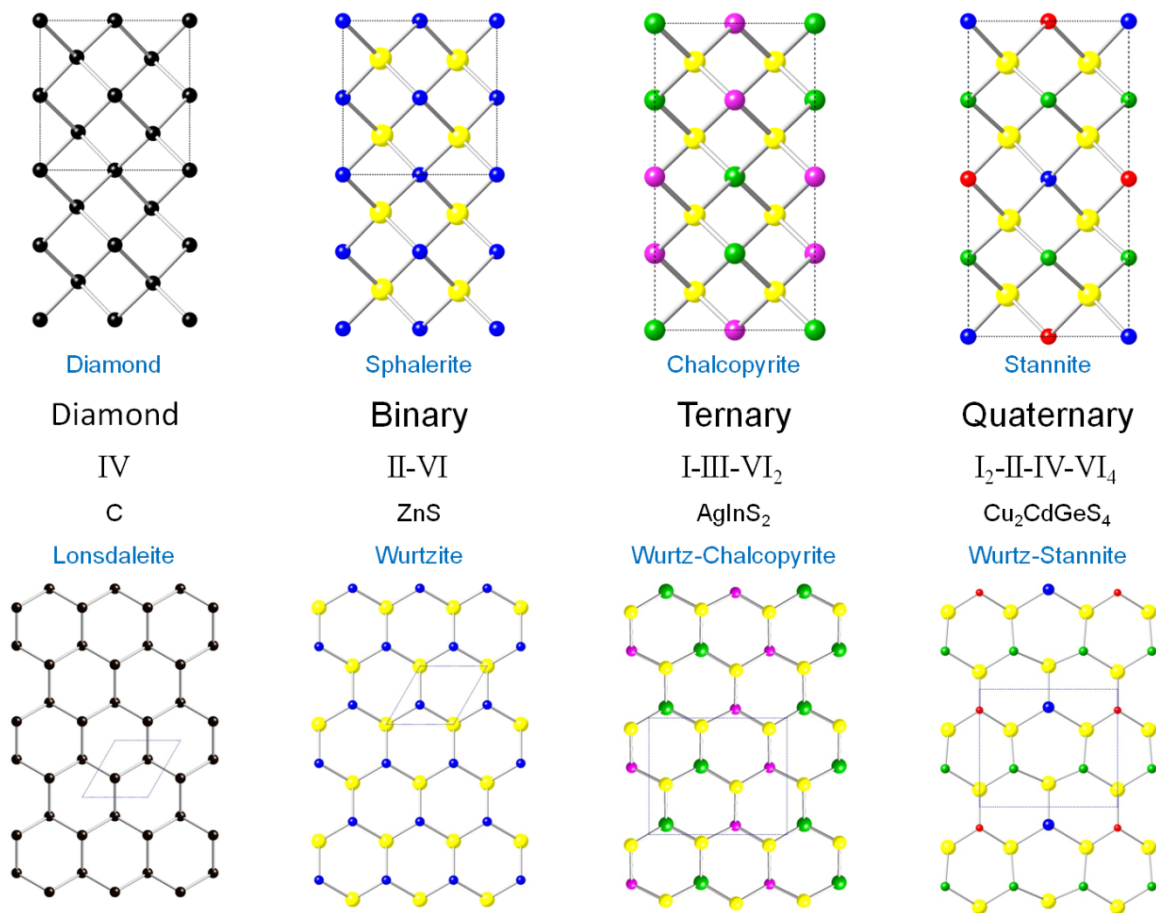 Diamond Sphalerite Chalcopyrite Stannite
Diamond Binary Ternary Quaternary
IV II-VI I-III-VI₂ I₂-II-IV-VI₄
C ZnS AgInS₂ Cu₂CdGeS₄
Lonsdaleite Wurtzite Wurtz-Chalcopyrite Wurtz-Stannite